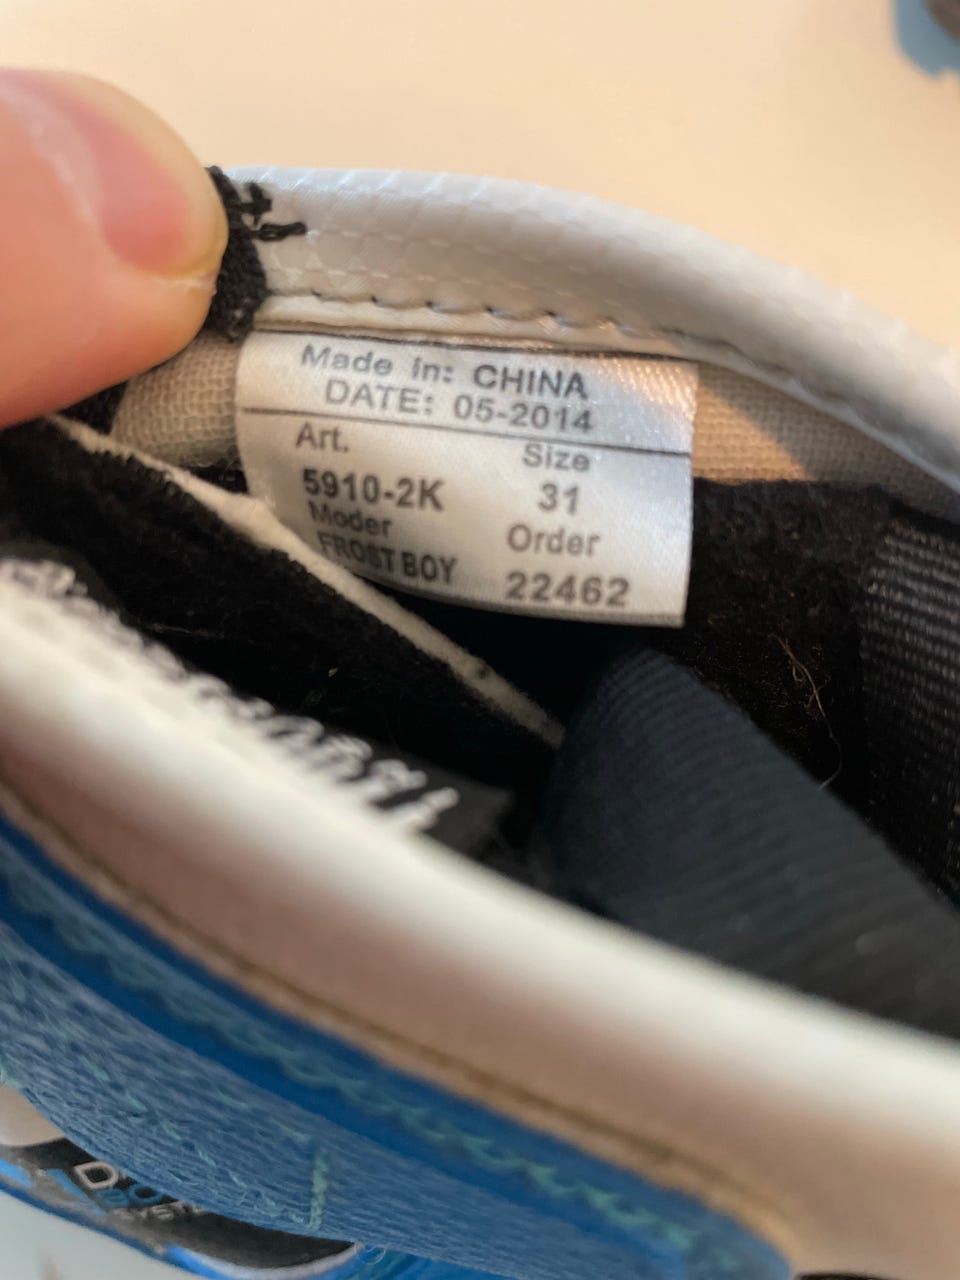 Made in: CHINA
DATE: 05-2014
Art. Size
5910-2K 31
Moder Order
FROST BOY 22462